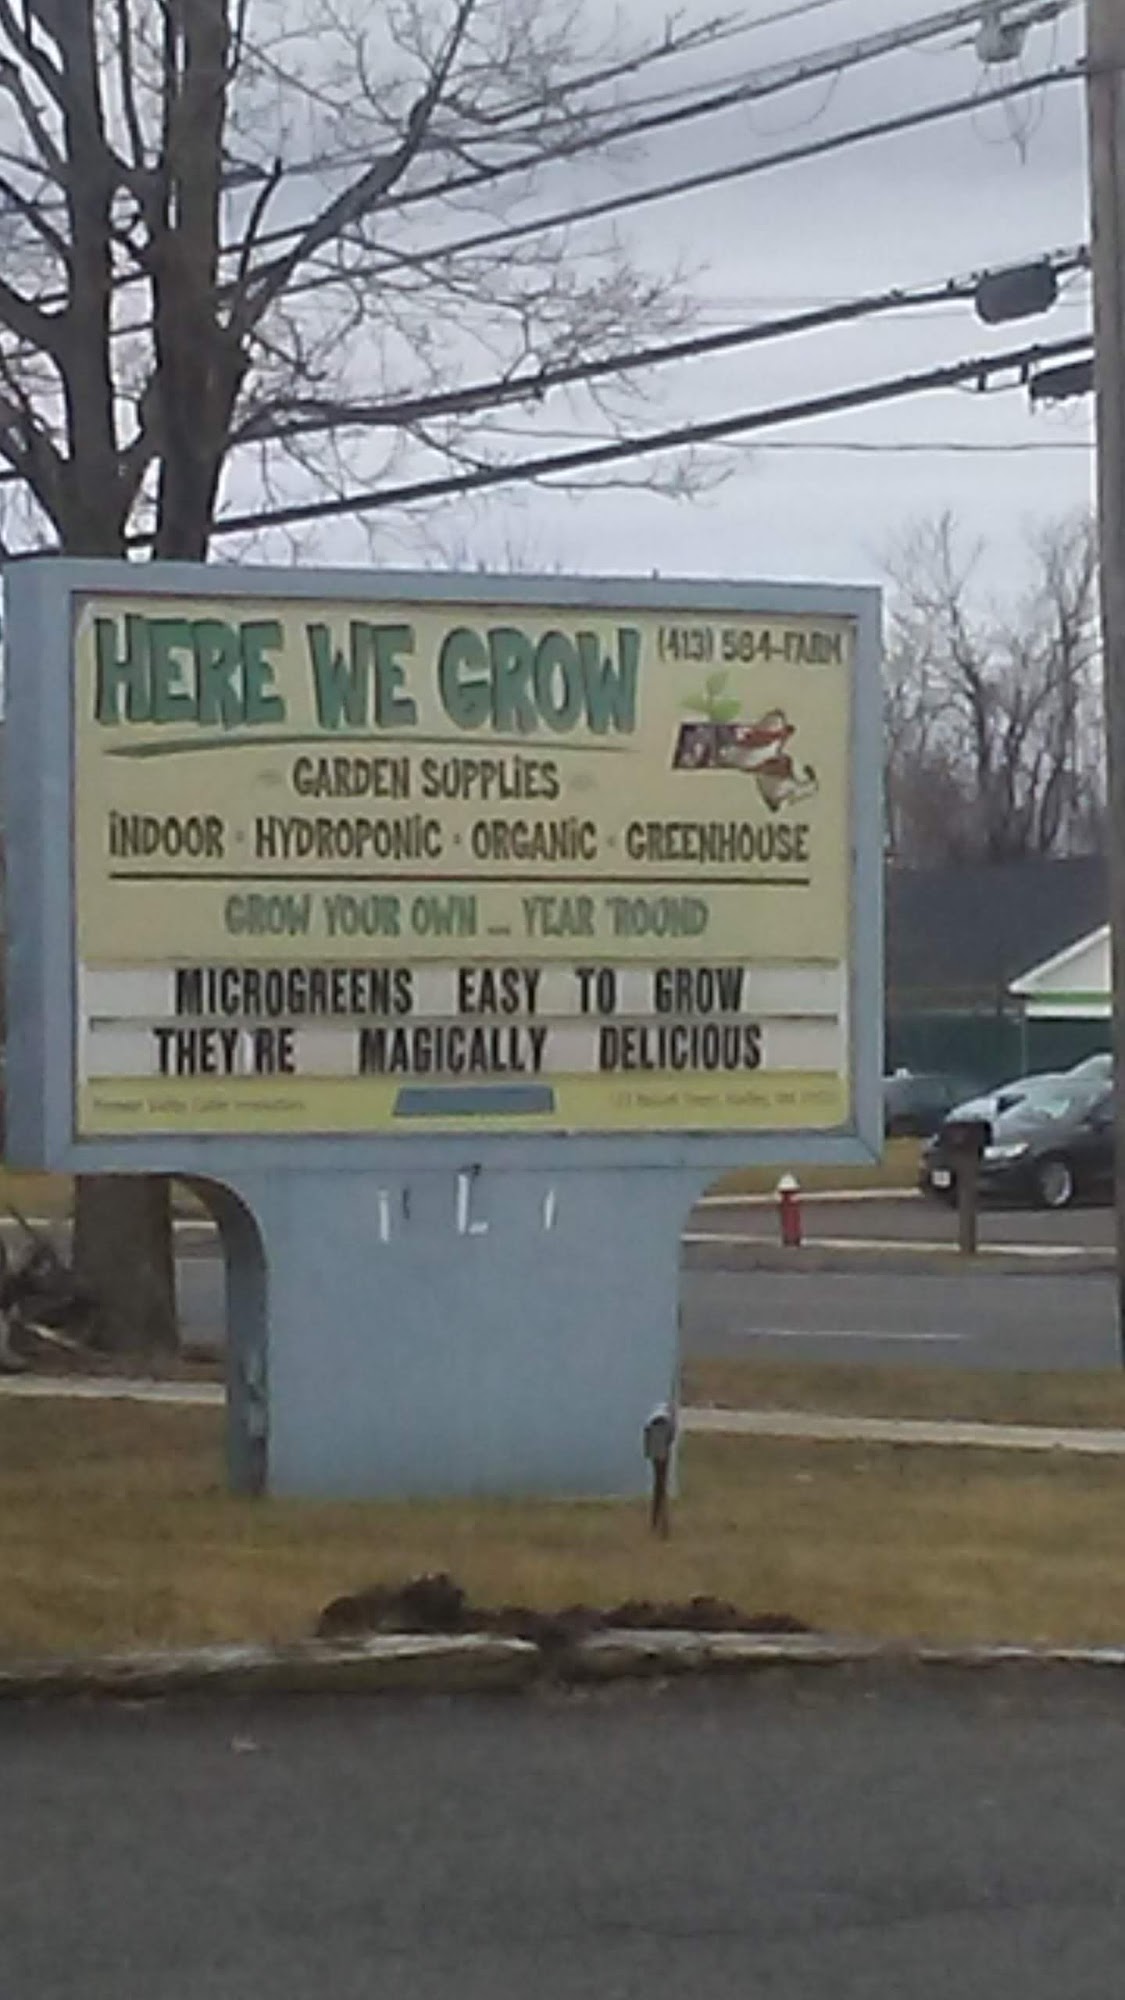 HERE WE GROW
(413) 584-FARM
GARDEN SUPPLiES
iNDOOR · HYDROPONiC · ORGANiC · GREENHOUSE
GROW YOUR OWN ... YEAR 'ROUND
MICROGREENS EASY TO GROW
THEY'RE MAGICALLY DELICIOUS